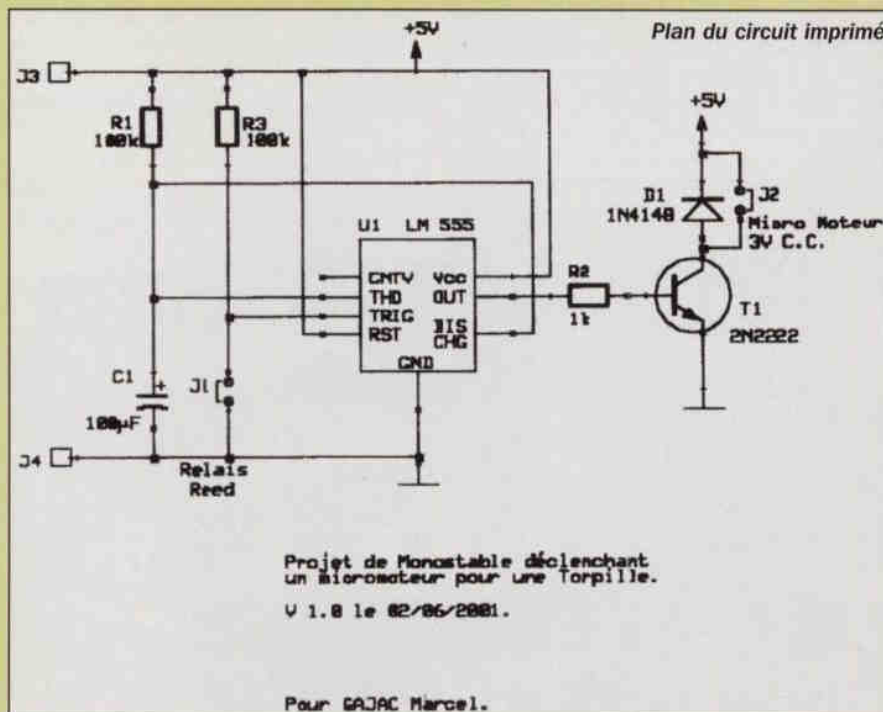 Plan du circuit imprimé
+5V
J3
+5V
R1
100k
R3
100k
D1
1N4148
J2
Micro Moteur
3V C.C.
U1 LM 555
CNTV
THD
TRIG
RST
Vcc
OUT
DIS
CHG
GND
R2
1k
T1
2N2222
C1
+
100µF
J1
J4
Relais
Reed
Projet de Monostable déclenchant
un micromoteur pour une Torpille.
V 1.0 le 02/06/2001.
Pour GAJAC Marcel.